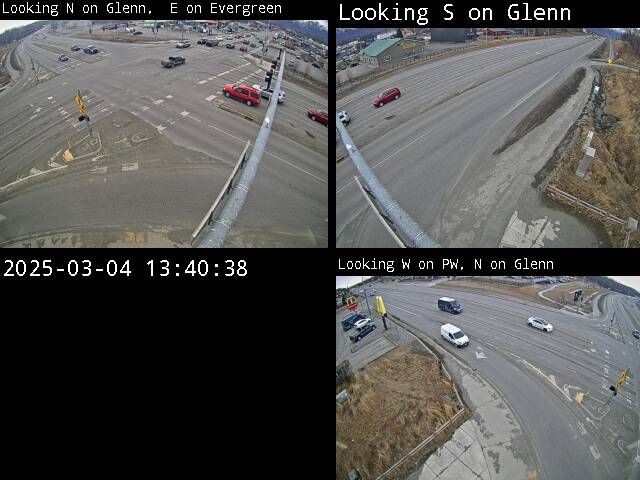 Looking N on Glenn,  E on Evergreen
Looking S on Glenn
2025-03-04 13:40:38
Looking W on PW, N on Glenn